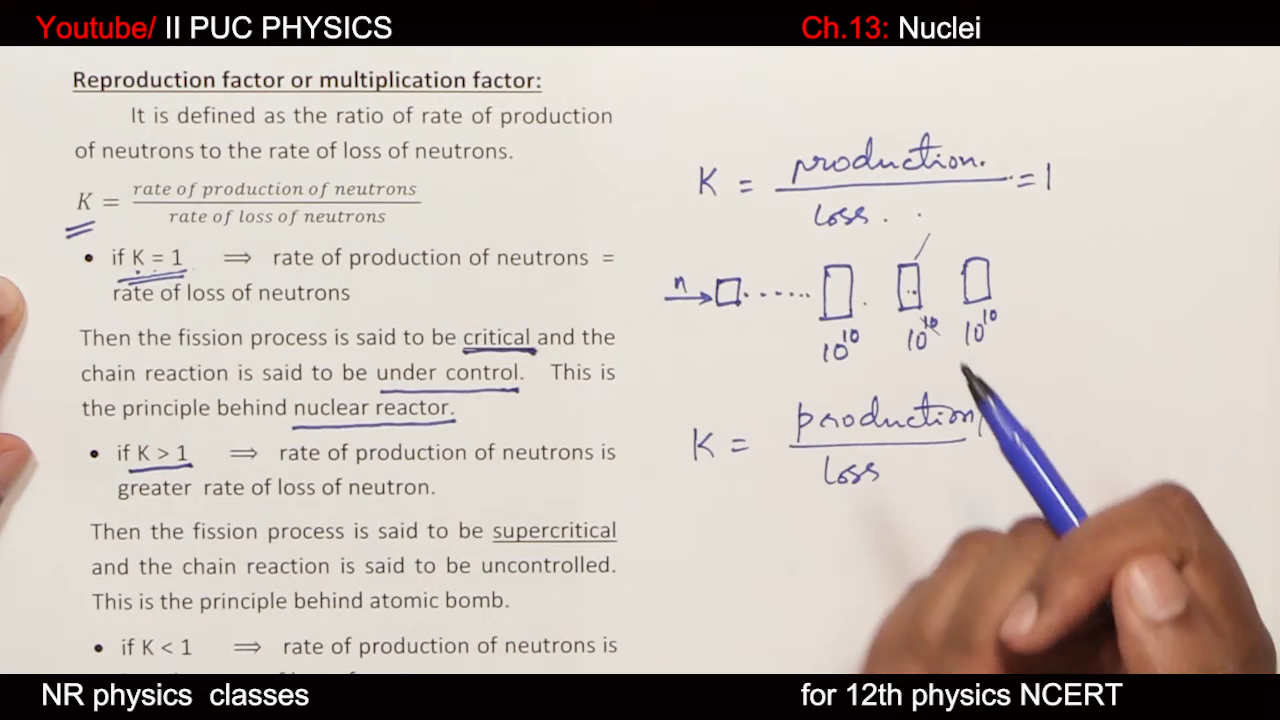 Youtube/ II PUC PHYSICS
Ch.13: Nuclei
Reproduction factor or multiplication factor:
It is defined as the ratio of rate of production
of neutrons to the rate of loss of neutrons.
K = rate of production of neutrons / rate of loss of neutrons
• if K = 1 ⟹ rate of production of neutrons =
rate of loss of neutrons
Then the fission process is said to be critical and the
chain reaction is said to be under control. This is
the principle behind nuclear reactor.
• if K > 1 ⟹ rate of production of neutrons is
greater rate of loss of neutron.
Then the fission process is said to be supercritical
and the chain reaction is said to be uncontrolled.
This is the principle behind atomic bomb.
• if K < 1 ⟹ rate of production of neutrons is
K = production. / loss. = 1
n
10^10 10^10 10^10
K = production / loss
NR physics classes
for 12th physics NCERT